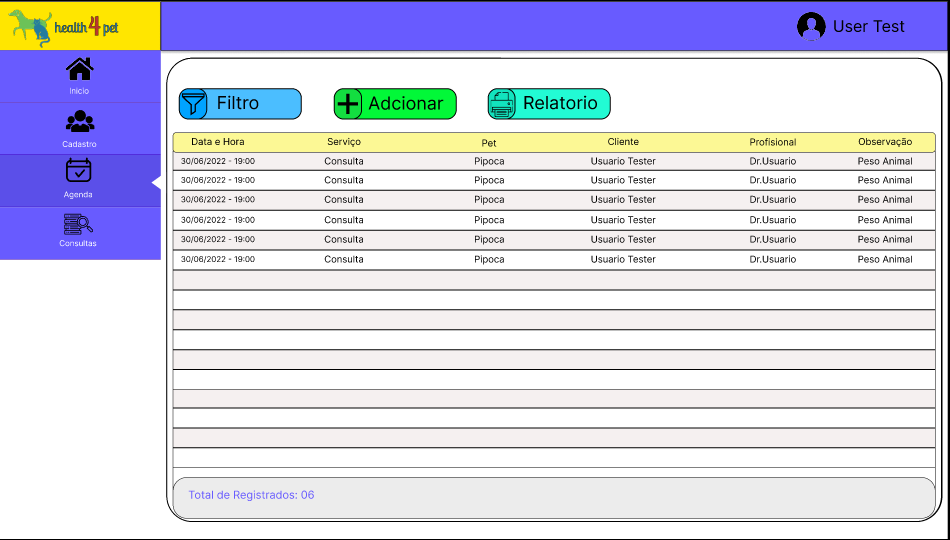 health4pet
User Test
Inicio
Cadastro
Agenda
Consultas
Filtro
Adcionar
Relatorio
Data e Hora Serviço Pet Cliente Profisional Observação
30/06/2022 - 19:00 Consulta Pipoca Usuario Tester Dr.Usuario Peso Animal
30/06/2022 - 19:00 Consulta Pipoca Usuario Tester Dr.Usuario Peso Animal
30/06/2022 - 19:00 Consulta Pipoca Usuario Tester Dr.Usuario Peso Animal
30/06/2022 - 19:00 Consulta Pipoca Usuario Tester Dr.Usuario Peso Animal
30/06/2022 - 19:00 Consulta Pipoca Usuario Tester Dr.Usuario Peso Animal
30/06/2022 - 19:00 Consulta Pipoca Usuario Tester Dr.Usuario Peso Animal
Total de Registrados: 06